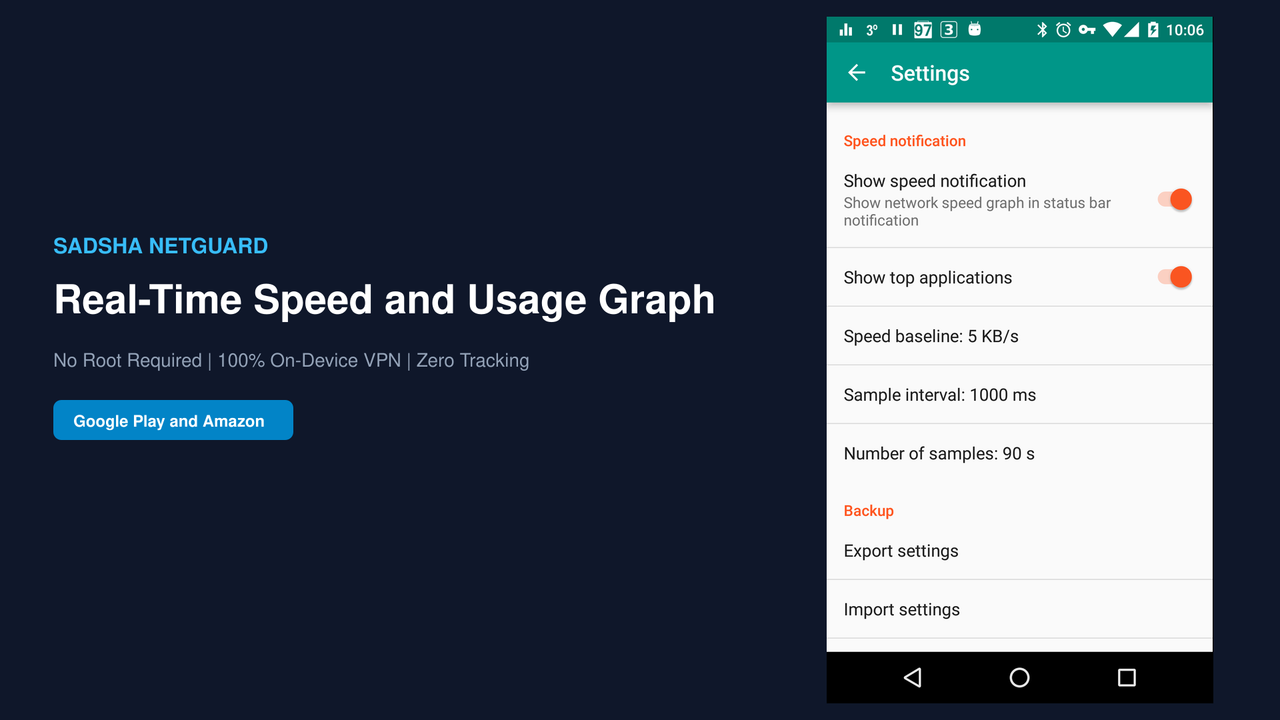 SADSHA NETGUARD
Real-Time Speed and Usage Graph
No Root Required | 100% On-Device VPN | Zero Tracking
Google Play and Amazon
3° 97 3 10:06
Settings
Speed notification
Show speed notification
Show network speed graph in status bar
notification
Show top applications
Speed baseline: 5 KB/s
Sample interval: 1000 ms
Number of samples: 90 s
Backup
Export settings
Import settings